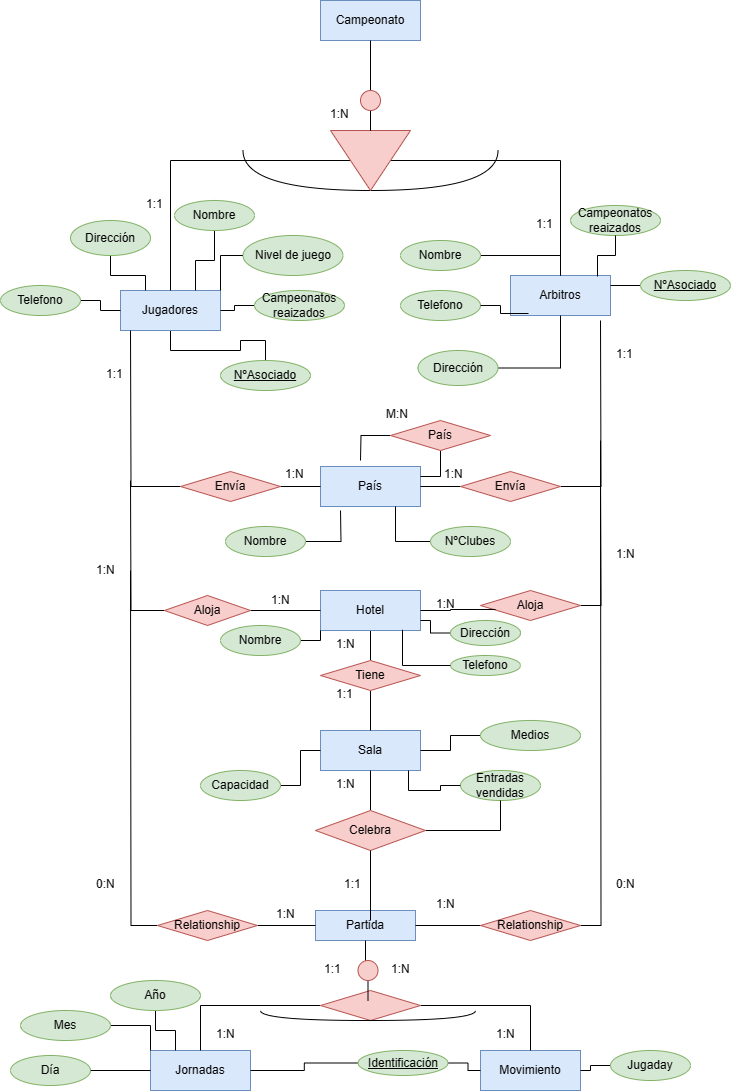 Campeonato
1:N
1:1
Nombre
Campeonatos
reaizados
1:1
Dirección
Nivel de juego
Nombre
Telefono
Jugadores
Campeonatos
reaizados
Telefono
Arbitros
NºAsociado
1:1
NºAsociado
Dirección
1:1
M:N
País
1:N
1:N
Envía
País
Envía
Nombre
NºClubes
1:N
1:N
1:N
1:N
Aloja
Hotel
Aloja
Nombre
1:N
Dirección
Telefono
Tiene
1:1
Medios
Sala
Capacidad
1:N
Entradas
vendidas
Celebra
0:N
1:1
0:N
1:N
1:N
Relationship
Partida
Relationship
1:1
1:N
Año
Mes
1:N
1:N
Día
Jornadas
Identificación
Movimiento
Jugaday